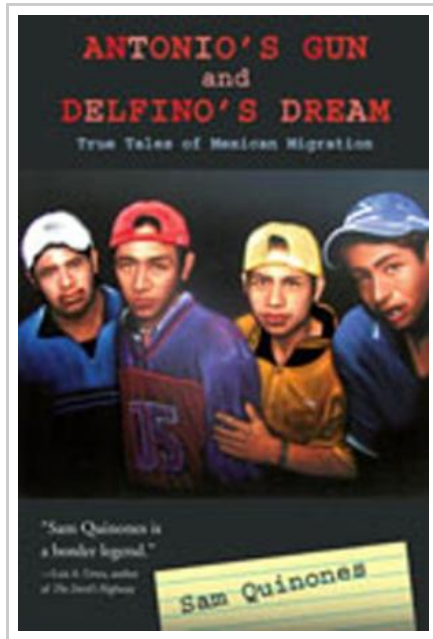 ANTONIO'S GUN
and
DELFINO'S DREAM
True Tales of Mexican Migration
15
"Sam Quinones is
a border legend."
—Luis A. Urrea, author
of The Devil's Highway
Sam Quinones